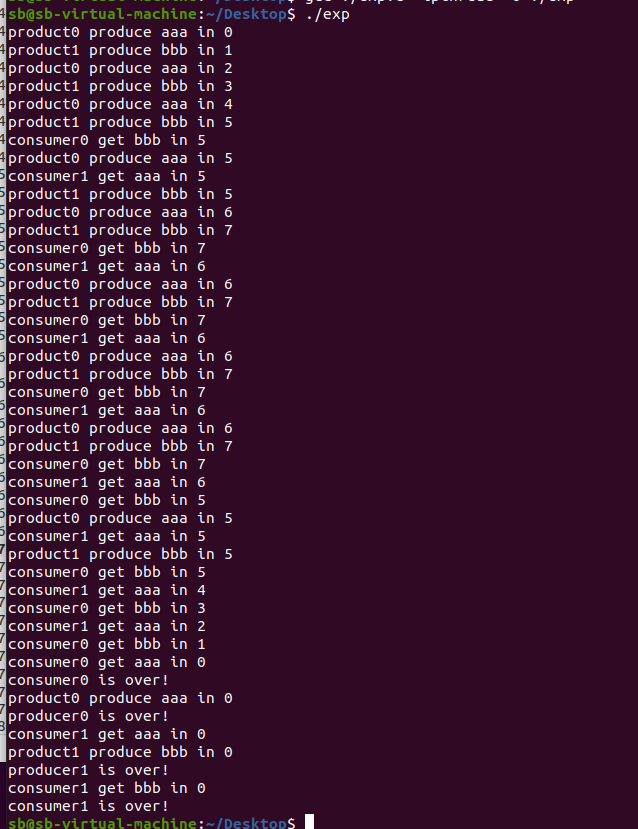 sb@sb-virtual-machine:~/Desktop$ ./exp
product0 produce aaa in 0
product1 produce bbb in 1
product0 produce aaa in 2
product1 produce bbb in 3
product0 produce aaa in 4
product1 produce bbb in 5
consumer0 get bbb in 5
product0 produce aaa in 5
consumer1 get aaa in 5
product1 produce bbb in 5
product0 produce aaa in 6
product1 produce bbb in 7
consumer0 get bbb in 7
consumer1 get aaa in 6
product0 produce aaa in 6
product1 produce bbb in 7
consumer0 get bbb in 7
consumer1 get aaa in 6
product0 produce aaa in 6
product1 produce bbb in 7
consumer0 get bbb in 7
consumer1 get aaa in 6
product0 produce aaa in 6
product1 produce bbb in 7
consumer0 get bbb in 7
consumer1 get aaa in 6
consumer0 get bbb in 5
product0 produce aaa in 5
consumer1 get aaa in 5
product1 produce bbb in 5
consumer0 get bbb in 5
consumer1 get aaa in 4
consumer0 get bbb in 3
consumer1 get aaa in 2
consumer0 get bbb in 1
consumer0 get aaa in 0
consumer0 is over!
product0 produce aaa in 0
producer0 is over!
consumer1 get aaa in 0
product1 produce bbb in 0
producer1 is over!
consumer1 get bbb in 0
consumer1 is over!
sb@sb-virtual-machine:~/Desktop$